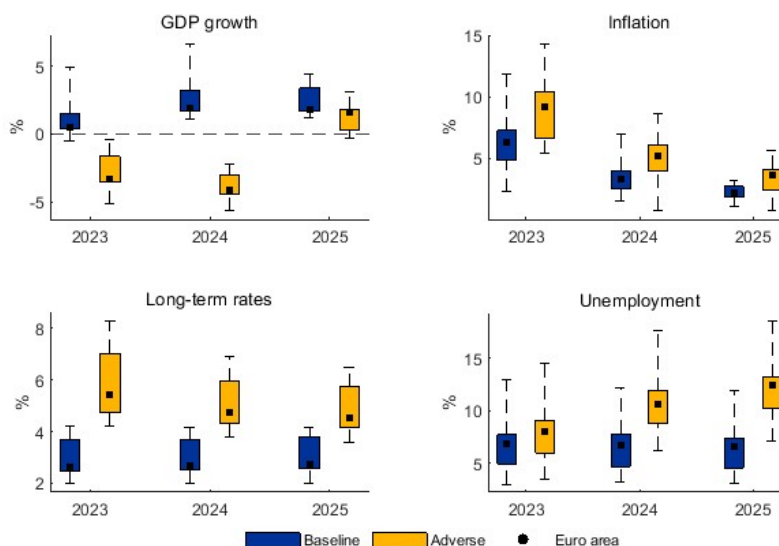 GDP growth
%
5
0
-5
2023 2024 2025
Inflation
%
15
10
5
2023 2024 2025
Long-term rates
%
8
6
4
2
2023 2024 2025
Unemployment
%
15
10
5
2023 2024 2025
Baseline Adverse Euro area